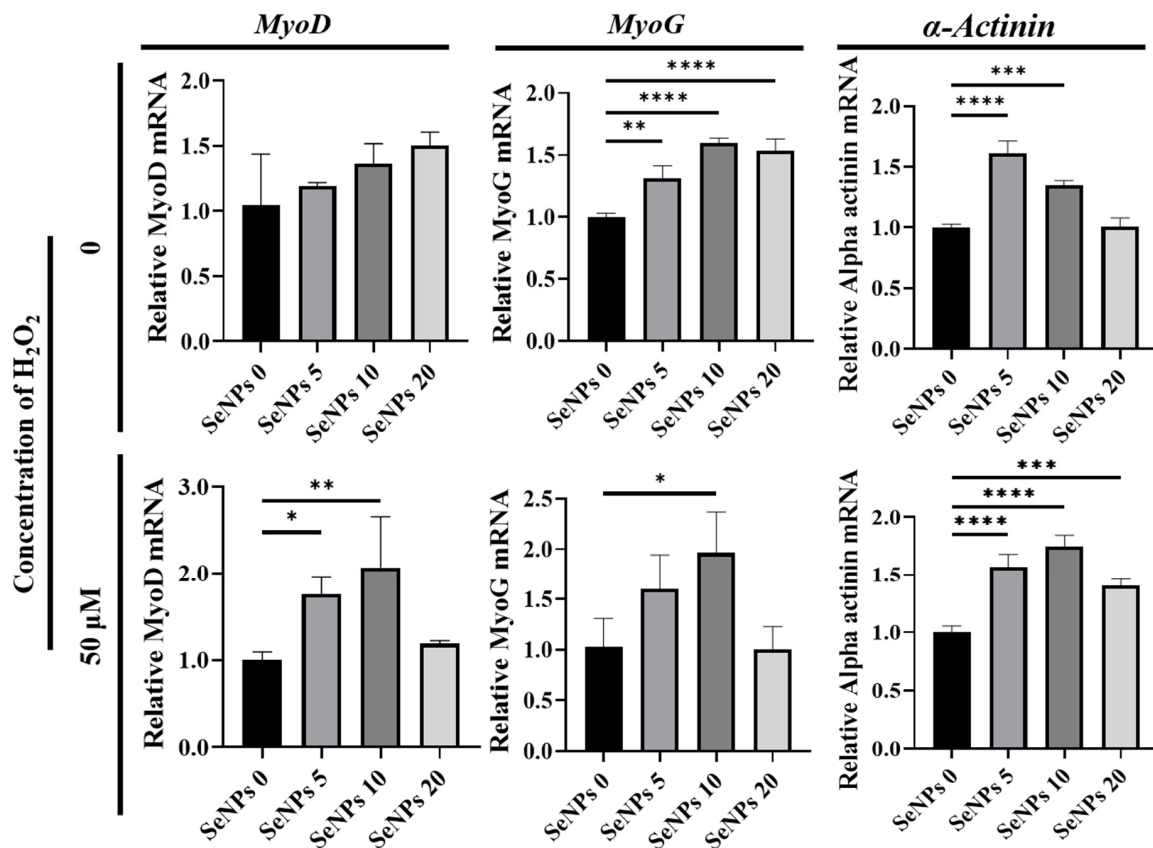 MyoD
MyoG
α-Actinin
Concentration of H₂O₂
0
50 μM
Relative MyoD mRNA
2.0
1.5
1.0
0.5
0.0
SeNPs 0
SeNPs 5
SeNPs 10
SeNPs 20
Relative MyoG mRNA
2.0
1.5
1.0
0.5
0.0
****
****
**
SeNPs 0
SeNPs 5
SeNPs 10
SeNPs 20
Relative Alpha actinin mRNA
2.0
1.5
1.0
0.5
0.0
***
****
SeNPs 0
SeNPs 5
SeNPs 10
SeNPs 20
Relative MyoD mRNA
3.0
2.0
1.0
0.0
**
*
SeNPs 0
SeNPs 5
SeNPs 10
SeNPs 20
Relative MyoG mRNA
2.5
2.0
1.5
1.0
0.5
0.0
*
SeNPs 0
SeNPs 5
SeNPs 10
SeNPs 20
Relative Alpha actinin mRNA
2.0
1.5
1.0
0.5
0.0
***
****
****
SeNPs 0
SeNPs 5
SeNPs 10
SeNPs 20